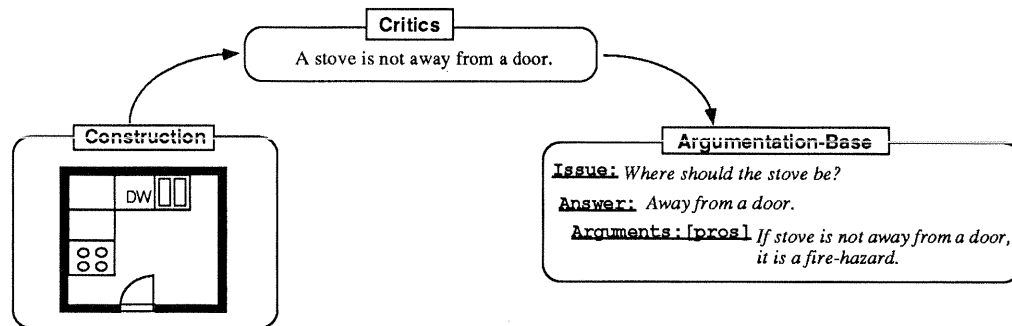 Critics
A stove is not away from a door.
Construction
DW
Argumentation-Base
Issue: Where should the stove be?
Answer: Away from a door.
Arguments:[pros] If stove is not away from a door,
it is a fire-hazard.